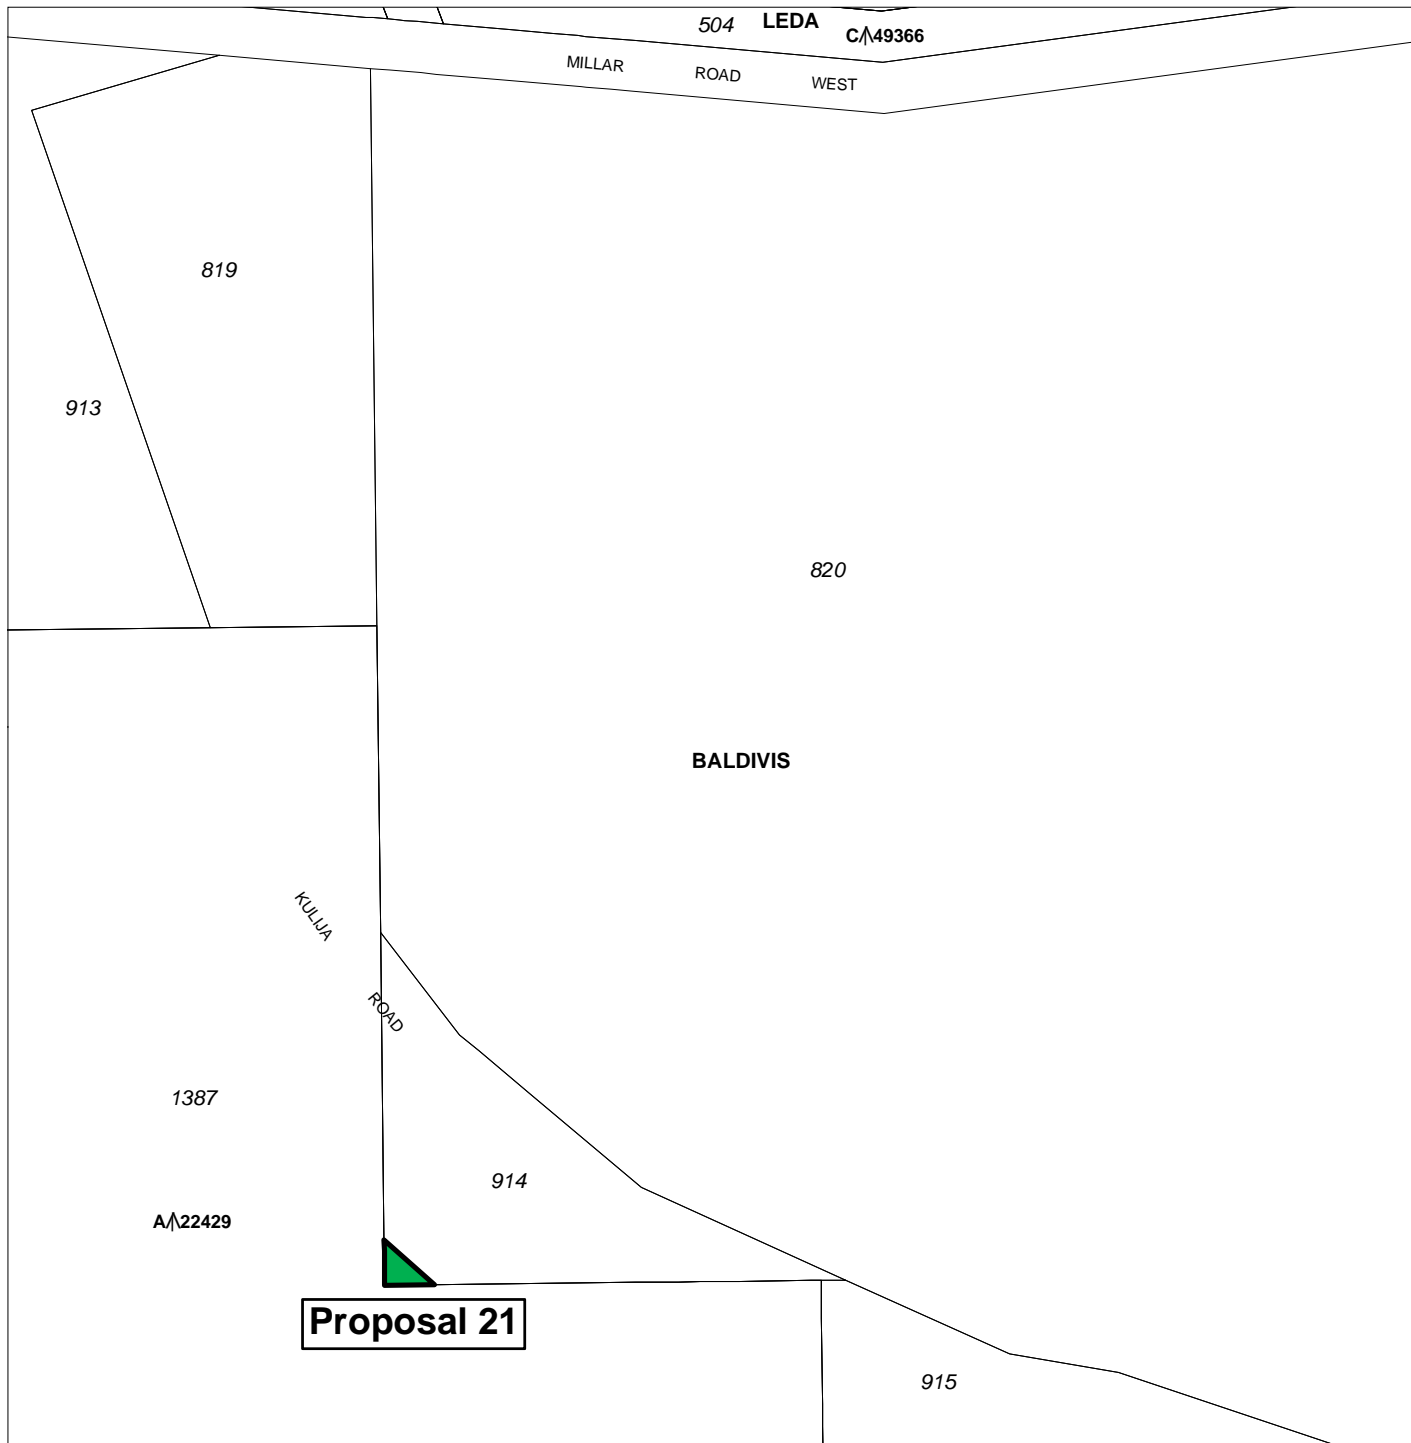 504 LEDA
C 49366
MILLAR ROAD WEST
819
913
820
BALDIVIS
KULIJA
ROAD
1387
914
A 22429
Proposal 21
915